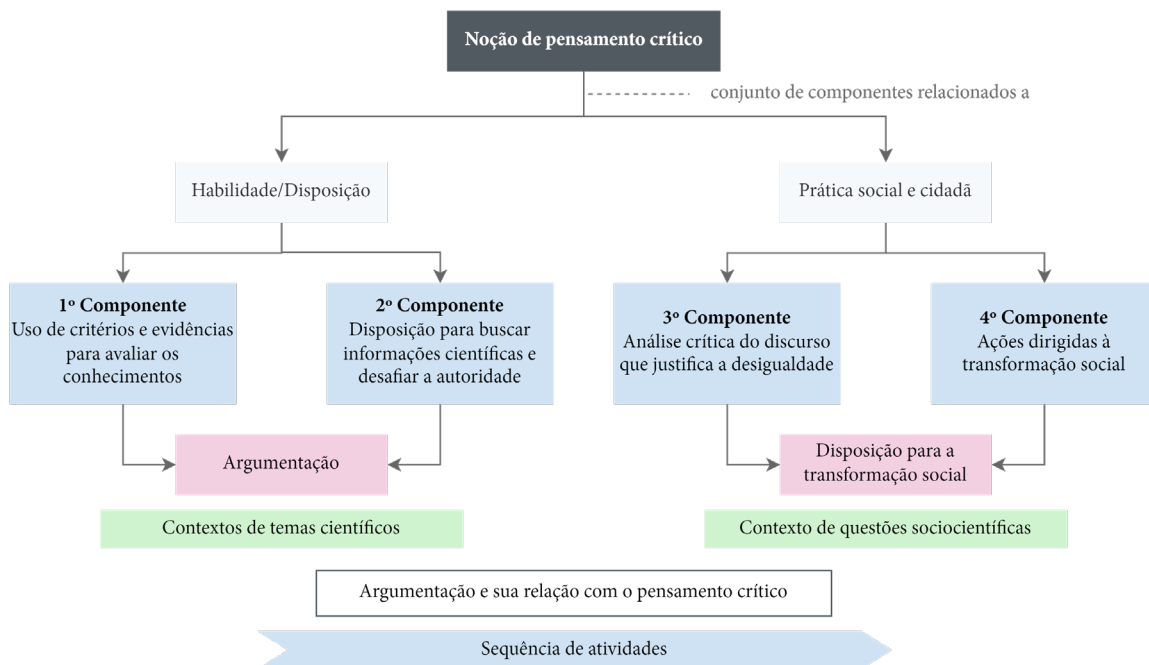 Noção de pensamento crítico
conjunto de componentes relacionados a
Habilidade/Disposição
Prática social e cidadã
1º Componente
Uso de critérios e evidências
para avaliar os
conhecimentos
2º Componente
Disposição para buscar
informações científicas e
desafiar a autoridade
3º Componente
Análise crítica do discurso
que justifica a desigualdade
4º Componente
Ações dirigidas à
transformação social
Argumentação
Disposição para a
transformação social
Contextos de temas científicos
Contexto de questões sociocientíficas
Argumentação e sua relação com o pensamento crítico
Sequência de atividades